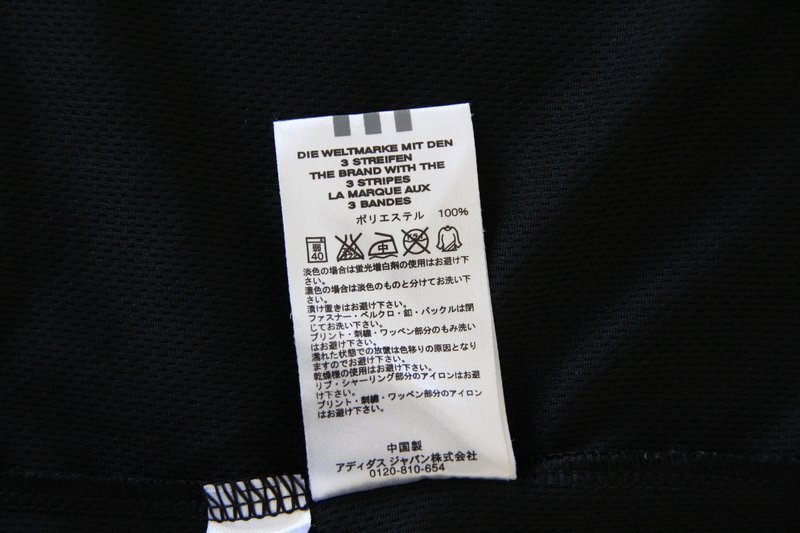 DIE WELTMARKE MIT DEN
3 STREIFEN
THE BRAND WITH THE
3 STRIPES
LA MARQUE AUX
3 BANDES
ポリエステル 100%
弱 40 中
淡色の場合は蛍光増白剤の使用はお避け下
さい。
濃色の場合は淡色のものと分けてお洗い下
さい。
漬け置きはお避け下さい。
ファスナー・ベルクロ・釦・バックルは閉
じてお洗い下さい。
プリント・刺繍・ワッペン部分のもみ洗い
はお避け下さい。
濡れた状態での放置は色移りの原因となり
ますのでお避け下さい。
乾燥機の使用はお避け下さい。
リブ・シャーリング部分のアイロンはお避
け下さい。
プリント・刺繍・ワッペン部分のアイロン
はお避け下さい。
中国製
アディダス ジャパン株式会社
0120-810-654